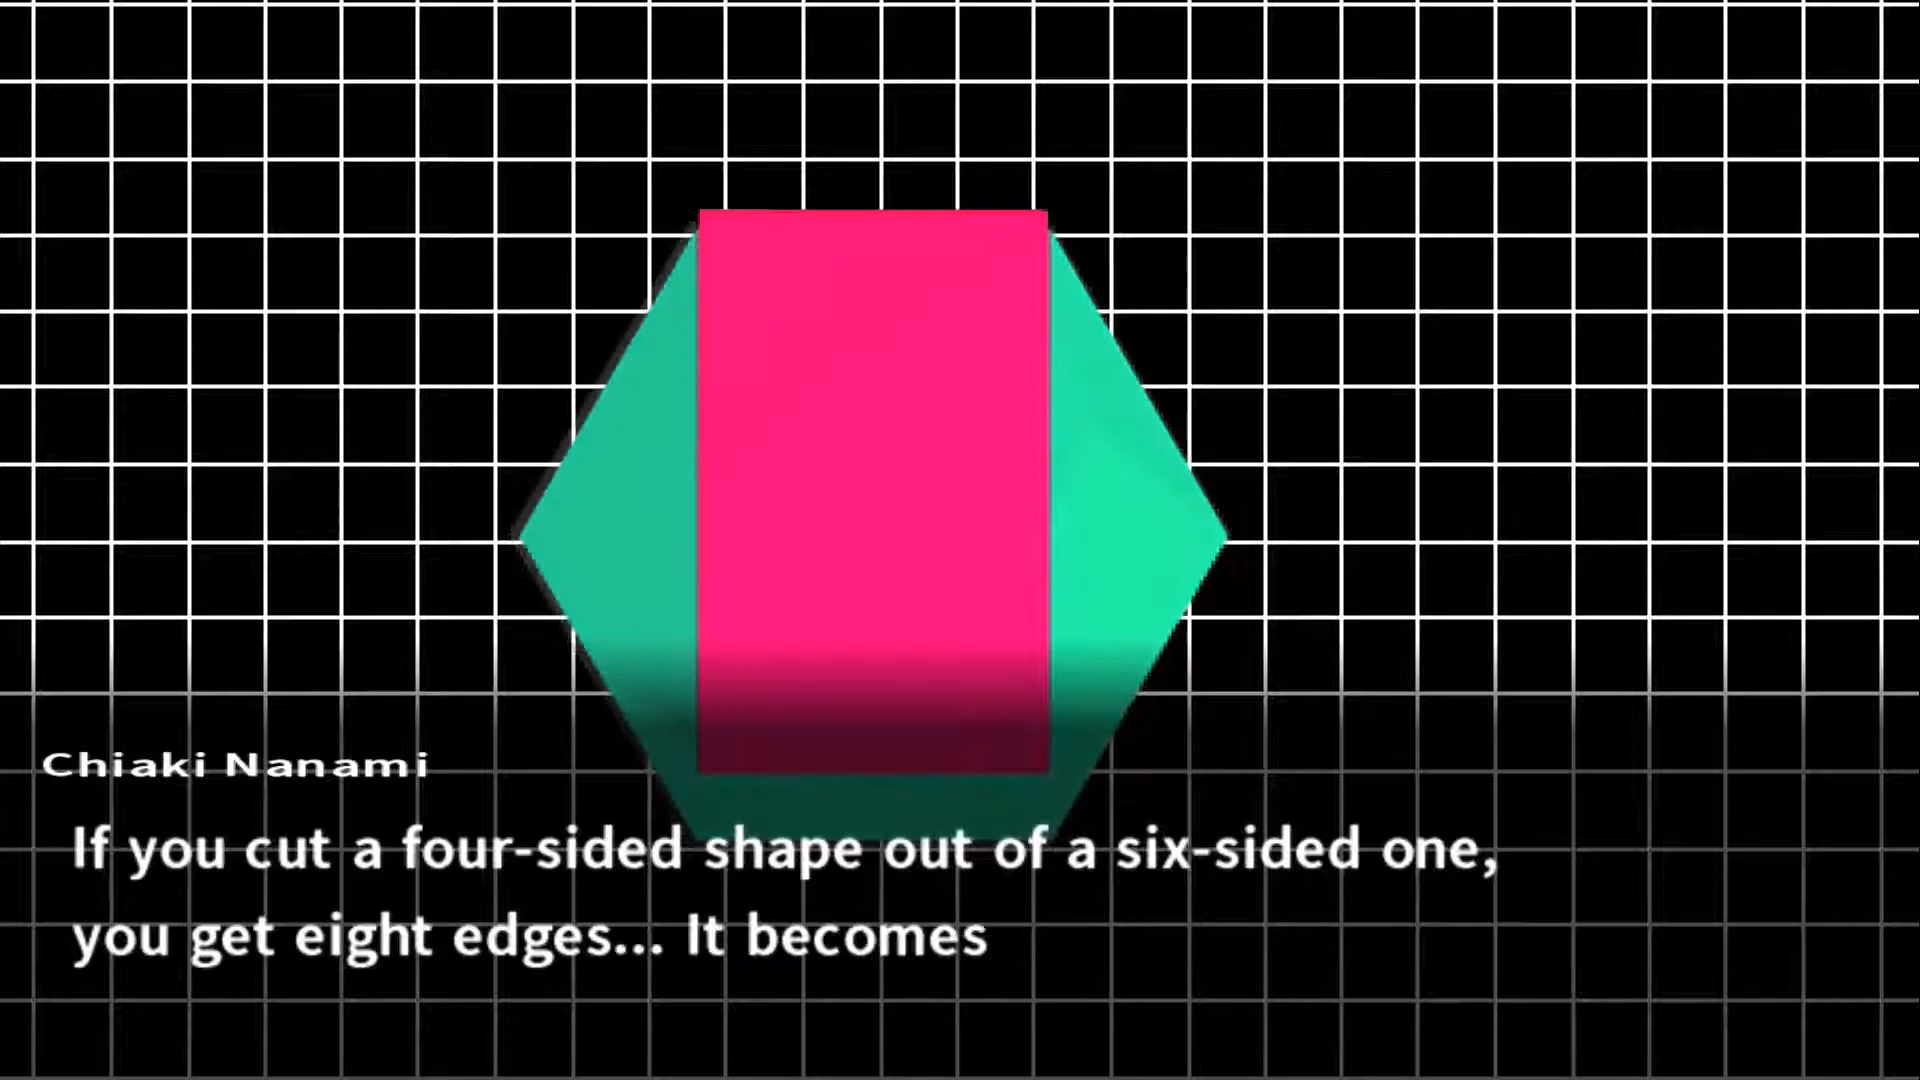 Chiaki Nanami
If you cut a four-sided shape out of a six-sided one,
you get eight edges... It becomes